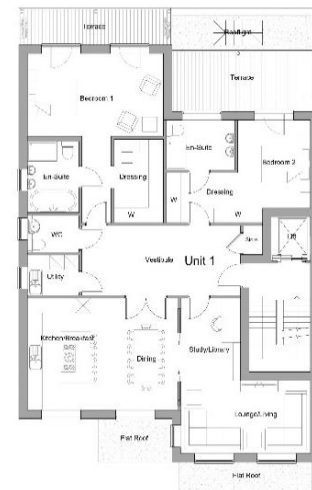 Terrace
Rooflight
Terrace
Bedroom 1
En-Suite
Bedroom 2
En-Suite
Dressing
Dressing
W
W
W
WC
Lift
Vestibule
Unit 1
Utility
Kitchen/Breakfast
Dining
Study/Library
Lounge/Living
Flat Roof
Flat Roof